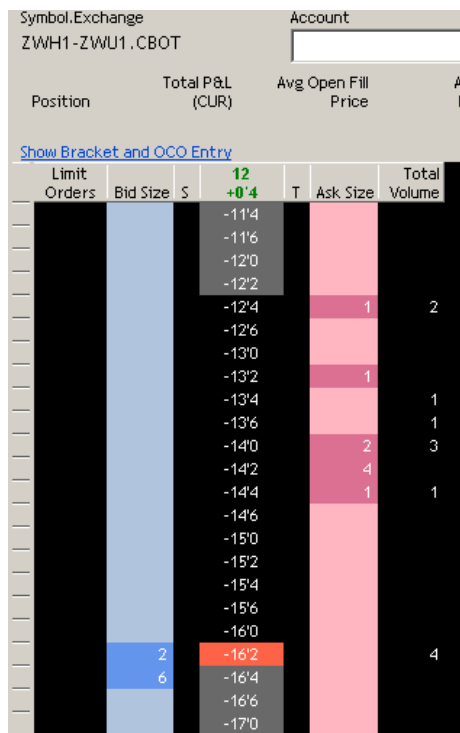 Symbol.Exchange Account
ZWH1-ZWU1.CBOT
Total P&L Avg Open Fill A
Position (CUR) Price
Show Bracket and OCO Entry
Limit 12 Total
Orders Bid Size S +0'4 T Ask Size Volume
-11'4
-11'6
-12'0
-12'2
-12'4 1 2
-12'6
-13'0
-13'2 1
-13'4 1
-13'6 1
-14'0 2 3
-14'2 4
-14'4 1 1
-14'6
-15'0
-15'2
-15'4
-15'6
-16'0
2 -16'2 4
6 -16'4
-16'6
-17'0